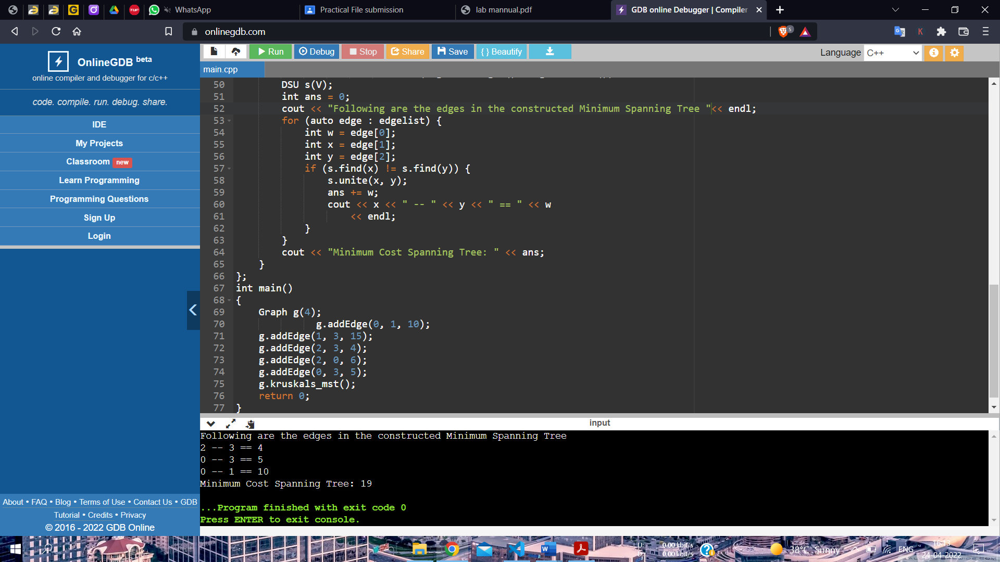 WhatsApp
Practical File submission
lab mannual.pdf
GDB online Debugger | Compiler
onlinegdb.com
OnlineGDB beta
online compiler and debugger for c/c++
code. compile. run. debug. share.
IDE
My Projects
Classroom new
Learn Programming
Programming Questions
Sign Up
Login
About • FAQ • Blog • Terms of Use • Contact Us • GDB
Tutorial • Credits • Privacy
© 2016 - 2022 GDB Online
Run Debug Stop Share Save {} Beautify
Language C++
main.cpp
50 DSU s(V);
51 int ans = 0;
52 cout << "Following are the edges in the constructed Minimum Spanning Tree "<< endl;
53 for (auto edge : edgelist) {
54 int w = edge[0];
55 int x = edge[1];
56 int y = edge[2];
57 if (s.find(x) != s.find(y)) {
58 s.unite(x, y);
59 ans += w;
60 cout << x << " -- " << y << " == " << w
61 << endl;
62 }
63 }
64 cout << "Minimum Cost Spanning Tree: " << ans;
65 }
66 };
67 int main()
68 {
69 Graph g(4);
70 g.addEdge(0, 1, 10);
71 g.addEdge(1, 3, 15);
72 g.addEdge(2, 3, 4);
73 g.addEdge(2, 0, 6);
74 g.addEdge(0, 3, 5);
75 g.kruskals_mst();
76 return 0;
77 }
input
Following are the edges in the constructed Minimum Spanning Tree
2 -- 3 == 4
0 -- 3 == 5
0 -- 1 == 10
Minimum Cost Spanning Tree: 19
...Program finished with exit code 0
Press ENTER to exit console.
U: 0.00 kbit/s
D: 0.00 kbit/s
38°C Sunny
ENG
16:13
24-04-2022